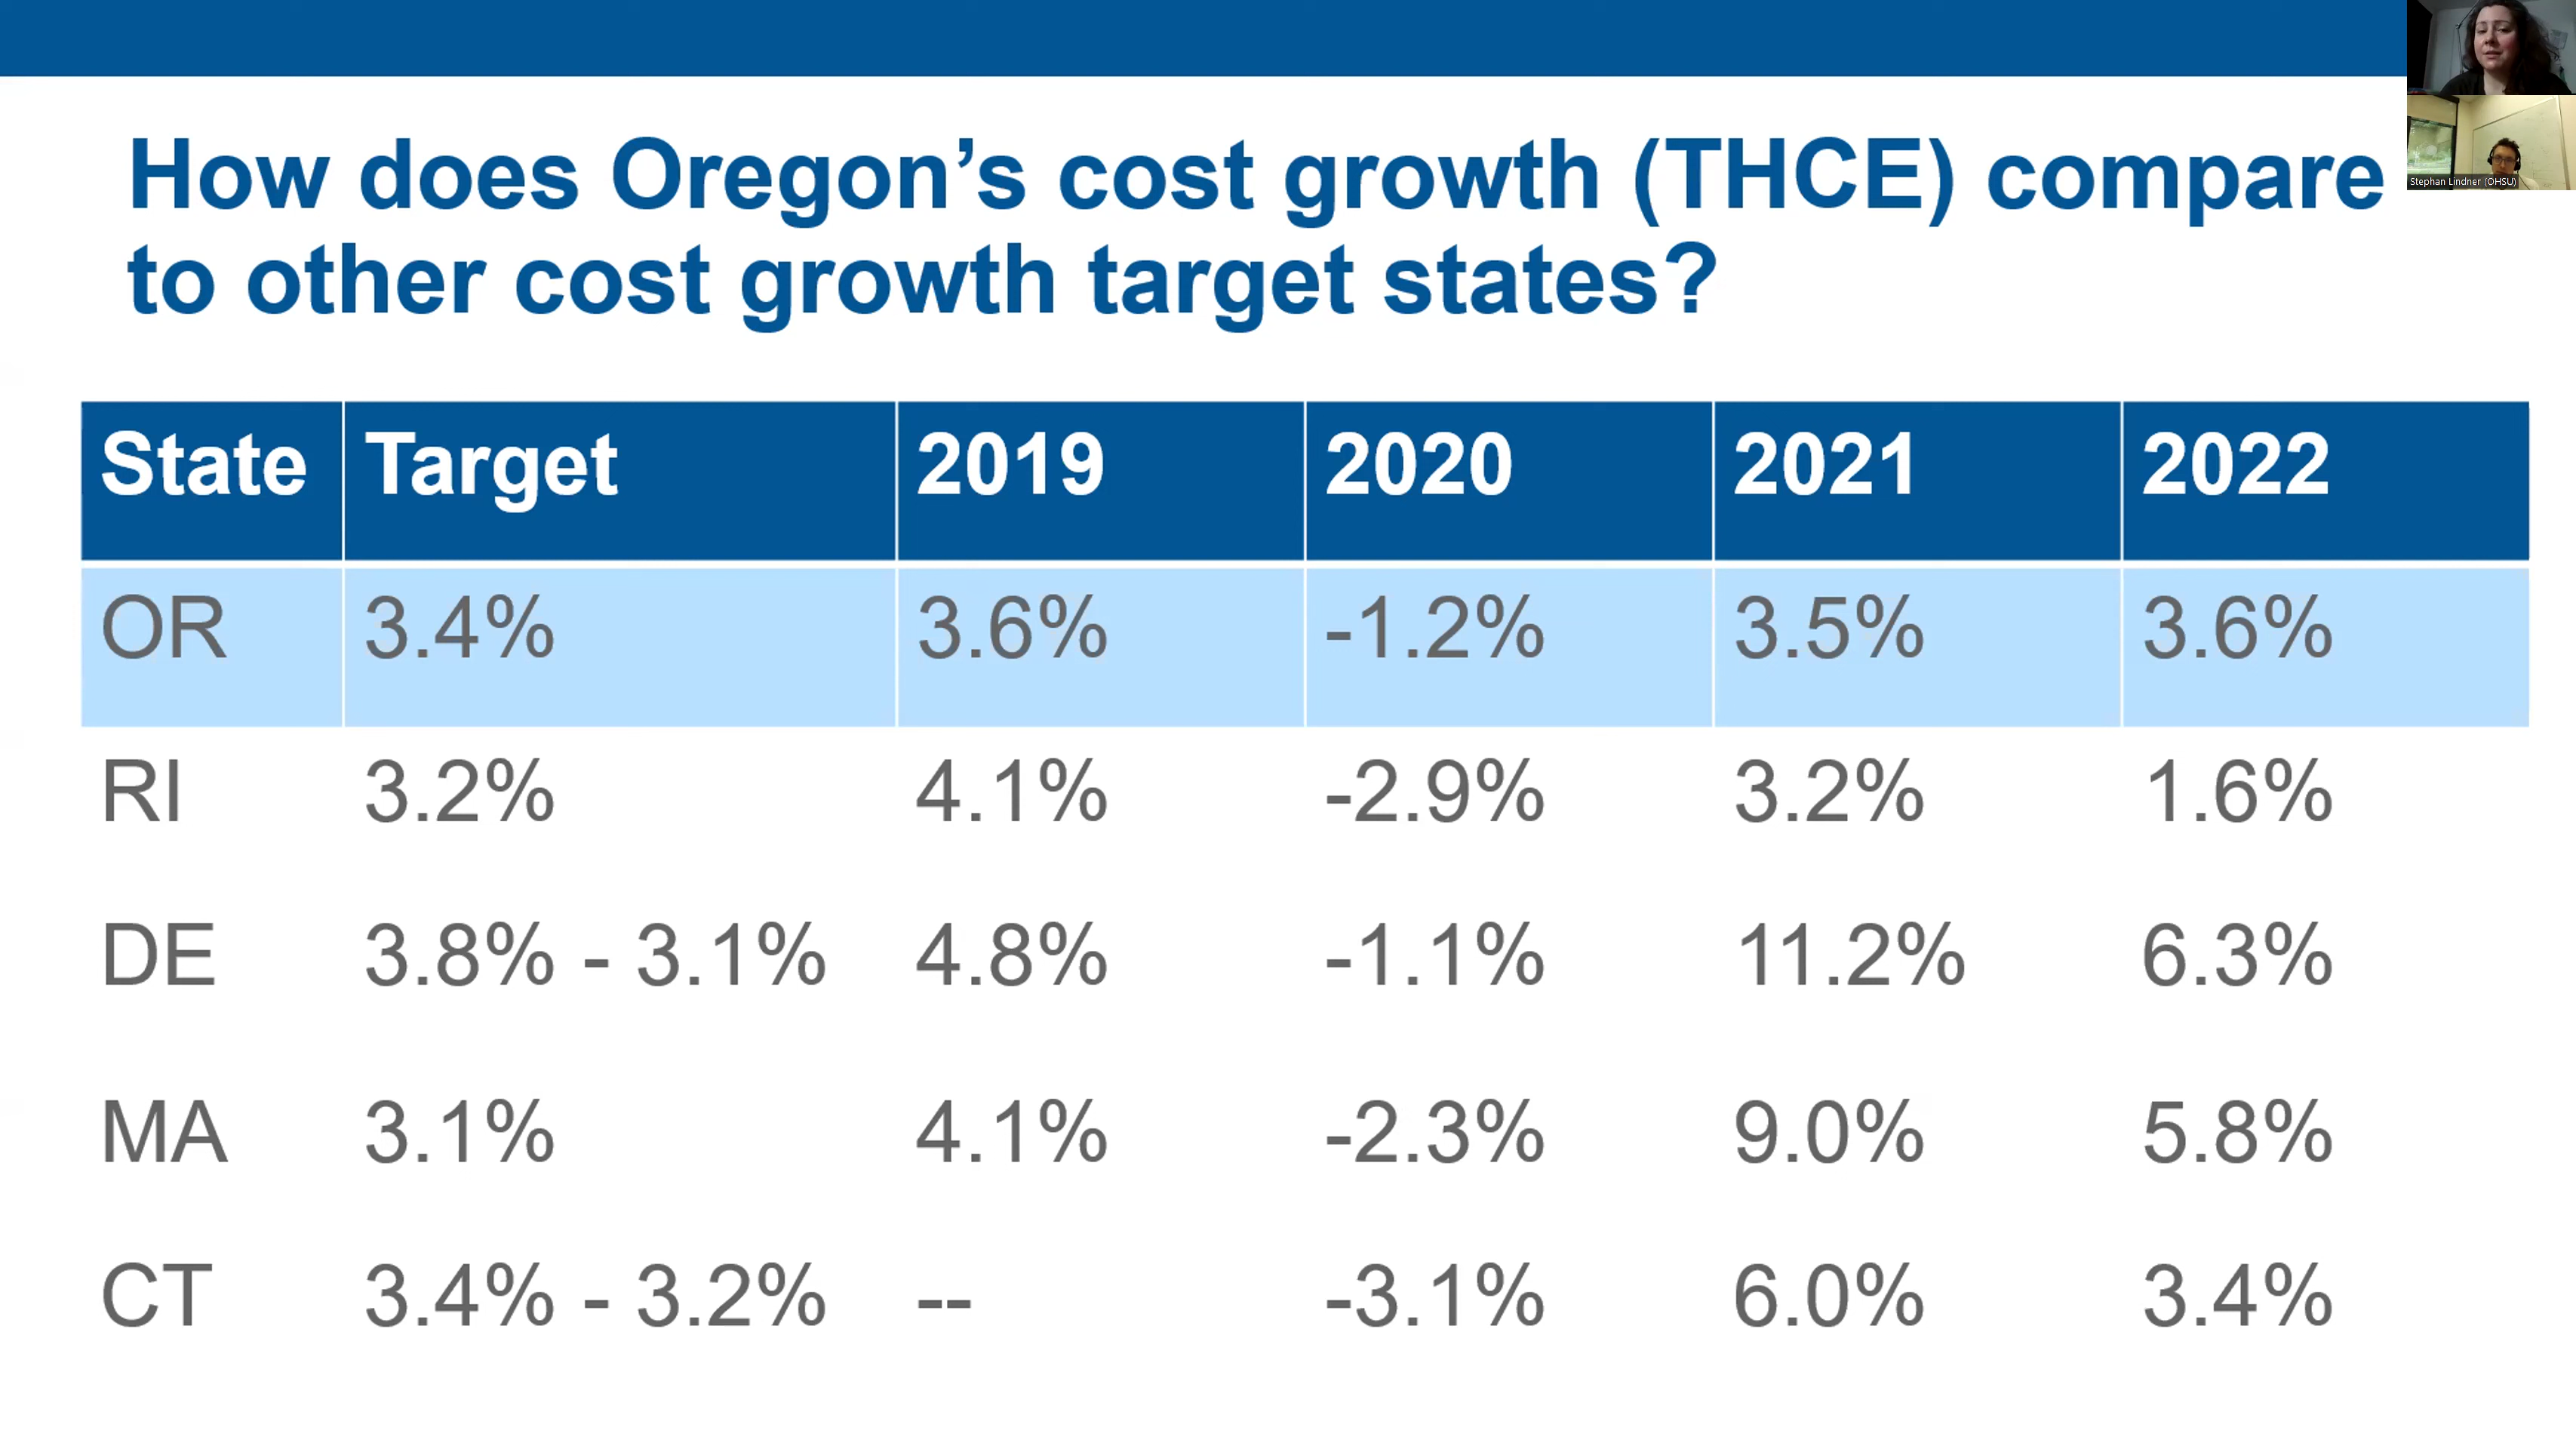 How does Oregon’s cost growth (THCE) compare
to other cost growth target states?
Stephan Lindner (OHSU)
State Target 2019 2020 2021 2022
OR 3.4% 3.6% -1.2% 3.5% 3.6%
RI 3.2% 4.1% -2.9% 3.2% 1.6%
DE 3.8% - 3.1% 4.8% -1.1% 11.2% 6.3%
MA 3.1% 4.1% -2.3% 9.0% 5.8%
CT 3.4% - 3.2% -- -3.1% 6.0% 3.4%